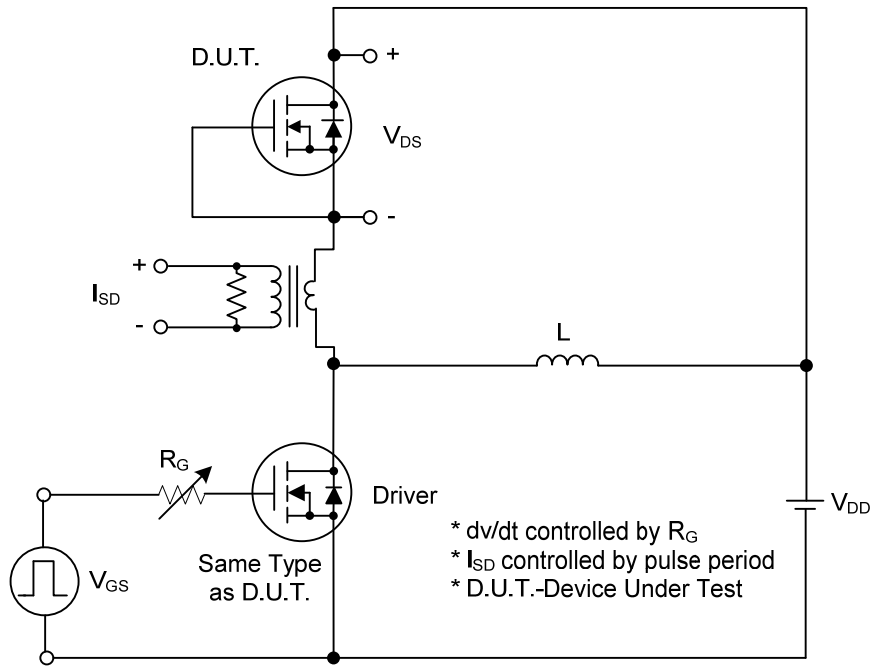 D.U.T.
+
VDS
-
+
ISD
-
L
RG
Driver
VDD
VGS
Same Type
as D.U.T.
* dv/dt controlled by RG
* ISD controlled by pulse period
* D.U.T.-Device Under Test